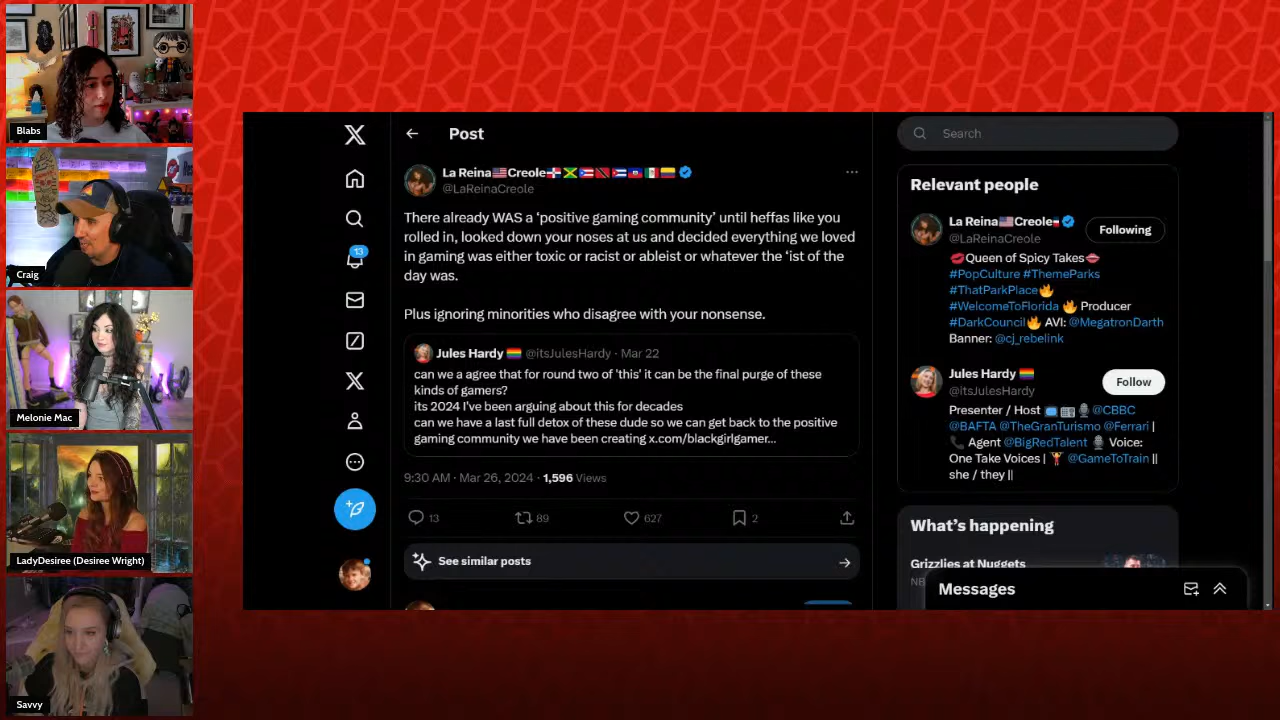 Blabs
Craig
Melonie Mac
LadyDesiree (Desiree Wright)
Savvy
Post
La Reina Creole
@LaReinaCreole
There already WAS a ‘positive gaming community’ until heffas like you
rolled in, looked down your noses at us and decided everything we loved
in gaming was either toxic or racist or ableist or whatever the ‘ist of the
day was.
Plus ignoring minorities who disagree with your nonsense.
Jules Hardy @itsJulesHardy · Mar 22
can we a agree that for round two of 'this' it can be the final purge of these
kinds of gamers?
its 2024 I've been arguing about this for decades
can we have a last full detox of these dude so we can get back to the positive
gaming community we have been creating x.com/blackgirlgamer...
9:30 AM · Mar 26, 2024 · 1,596 Views
13 89 627 2
See similar posts
13
Search
Relevant people
La Reina Creole
@LaReinaCreole
Following
Queen of Spicy Takes
#PopCulture #ThemeParks
#ThatParkPlace
#WelcomeToFlorida Producer
#DarkCouncil AVI: @MegatronDarth
Banner: @cj_rebelink
Jules Hardy
@itsJulesHardy
Follow
Presenter / Host @CBBC
@BAFTA @TheGranTurismo @Ferrari |
Agent @BigRedTalent Voice:
One Take Voices | @GameToTrain ||
she / they ||
What’s happening
Grizzlies at Nuggets
Messages